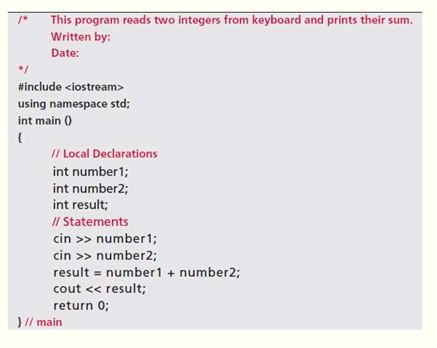 /* This program reads two integers from keyboard and prints their sum.
Written by:
Date:
*/
#include <iostream>
using namespace std;
int main ()
{
// Local Declarations
int number1;
int number2;
int result;
// Statements
cin >> number1;
cin >> number2;
result = number1 + number2;
cout << result;
return 0;
} // main